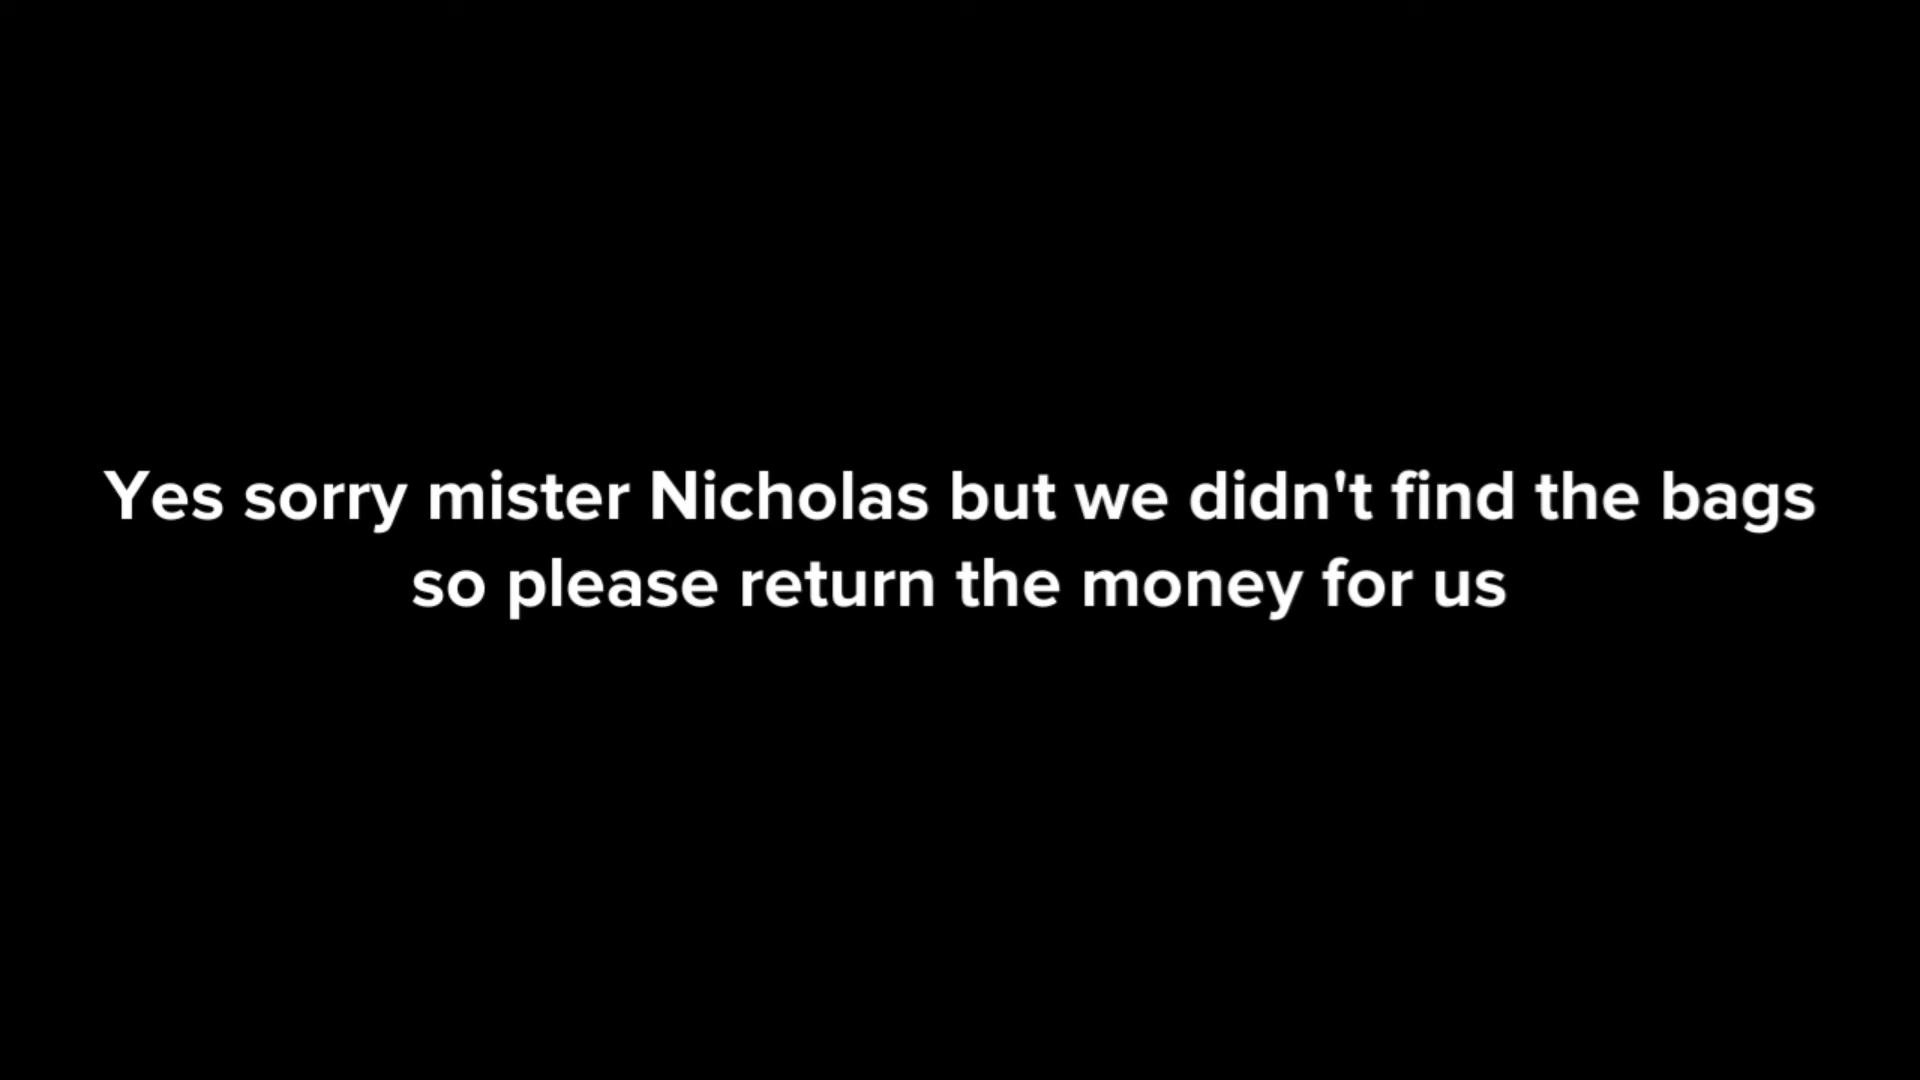 Yes sorry mister Nicholas but we didn't find the bags
so please return the money for us